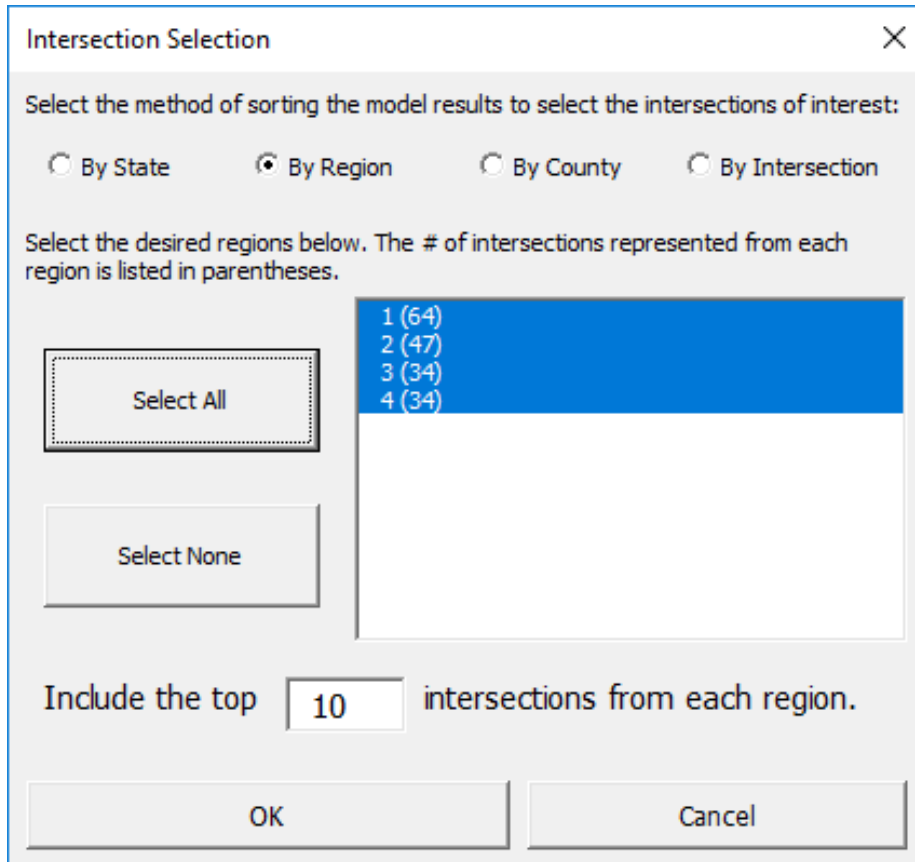 Intersection Selection
Select the method of sorting the model results to select the intersections of interest:
By State By Region By County By Intersection
Select the desired regions below. The # of intersections represented from each
region is listed in parentheses.
1 (64)
2 (47)
3 (34)
4 (34)
Select All
Select None
Include the top 10 intersections from each region.
OK Cancel